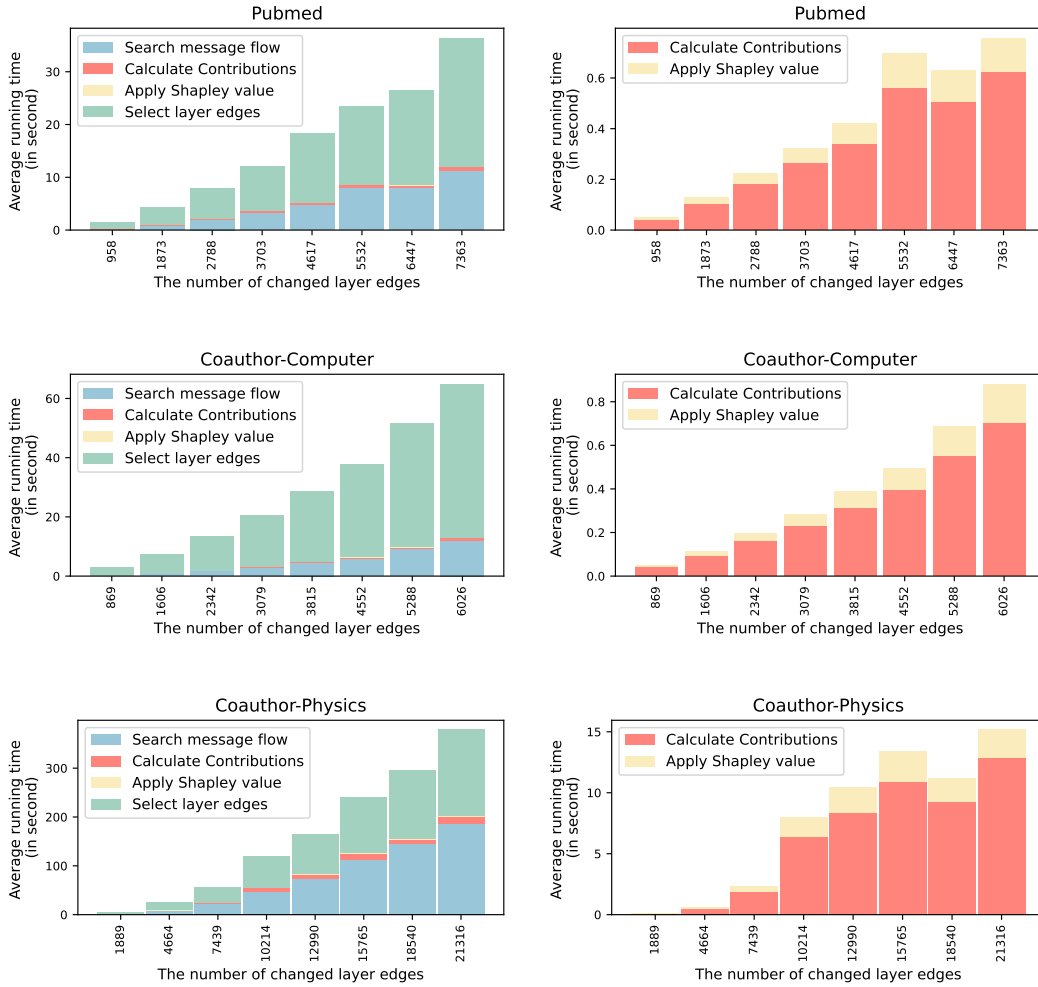 Pubmed
Average running time
(in second)
30
20
10
0
Search message flow
Calculate Contributions
Apply Shapley value
Select layer edges
958
1873
2788
3703
4617
5532
6447
7363
The number of changed layer edges
Pubmed
Average running time
(in second)
0.6
0.4
0.2
0.0
Calculate Contributions
Apply Shapley value
958
1873
2788
3703
4617
5532
6447
7363
The number of changed layer edges
Coauthor-Computer
Average running time
(in second)
60
40
20
0
Search message flow
Calculate Contributions
Apply Shapley value
Select layer edges
869
1606
2342
3079
3815
4552
5288
6026
The number of changed layer edges
Coauthor-Computer
Average running time
(in second)
0.8
0.6
0.4
0.2
0.0
Calculate Contributions
Apply Shapley value
869
1606
2342
3079
3815
4552
5288
6026
The number of changed layer edges
Coauthor-Physics
Average running time
(in second)
300
200
100
0
Search message flow
Calculate Contributions
Apply Shapley value
Select layer edges
1889
4664
7439
10214
12990
15765
18540
21316
The number of changed layer edges
Coauthor-Physics
Average running time
(in second)
15
10
5
0
Calculate Contributions
Apply Shapley value
1889
4664
7439
10214
12990
15765
18540
21316
The number of changed layer edges